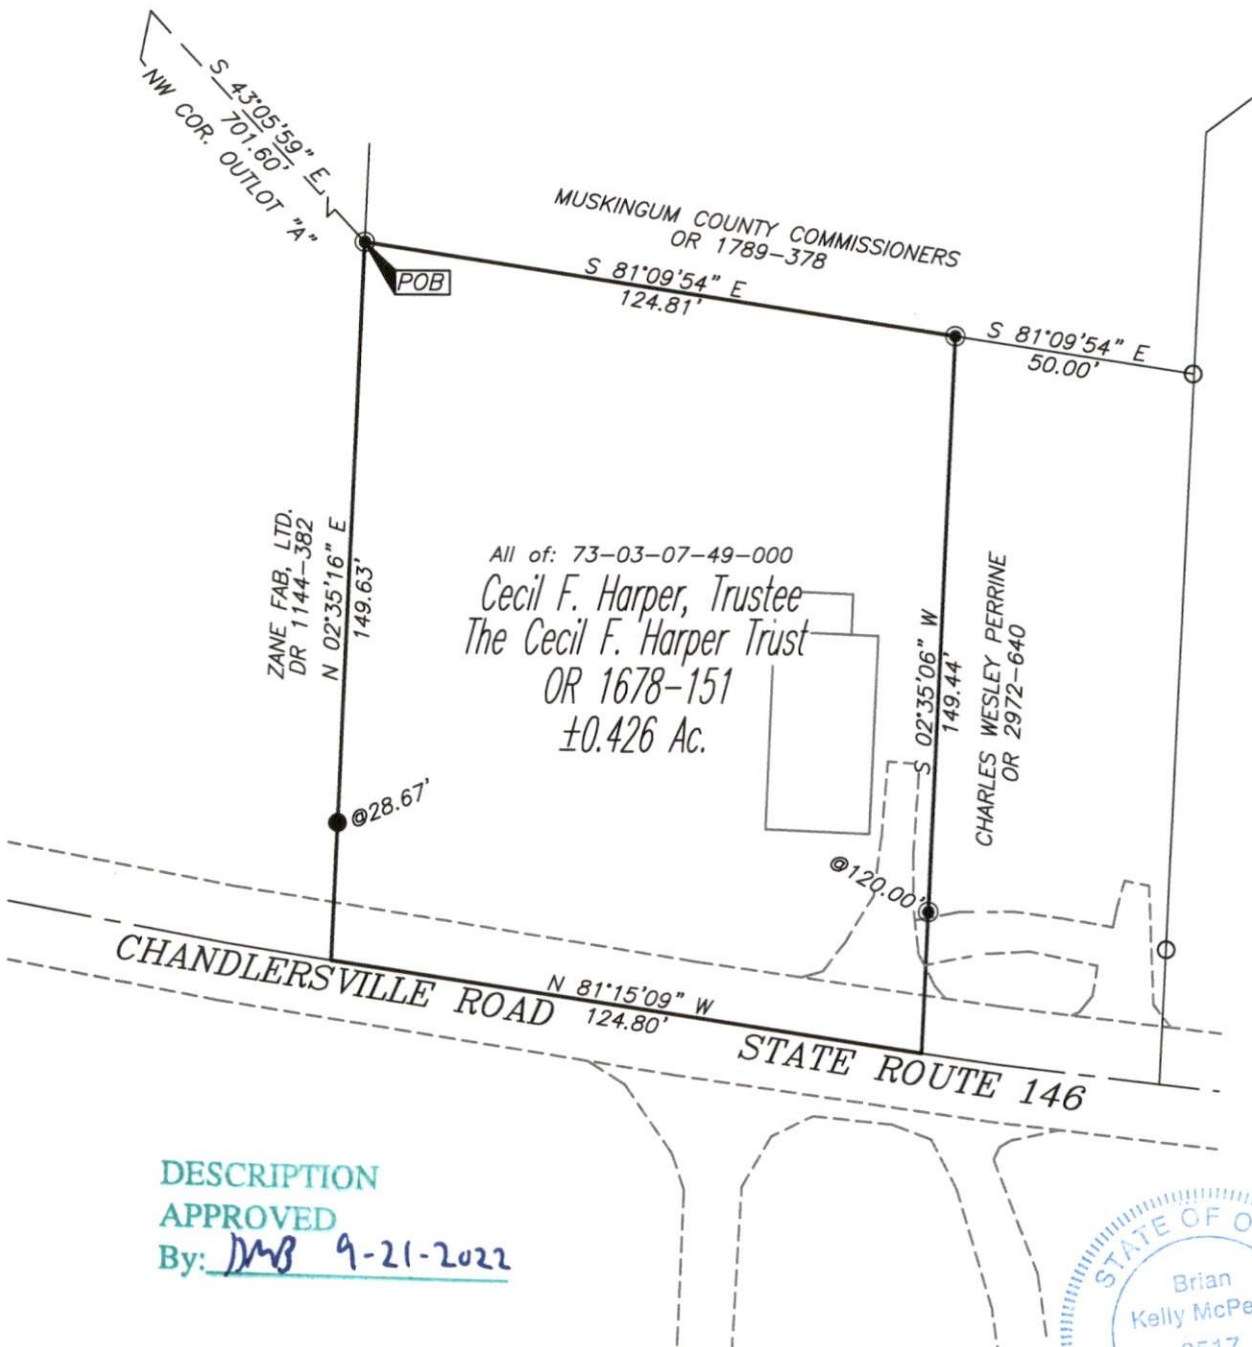 S 43°05'59" E
701.60'
NW COR. OUTLOT "A"
MUSKINGUM COUNTY COMMISSIONERS
OR 1789-378
S 81°09'54" E
124.81'
POB
S 81°09'54" E
50.00'
ZANE FAB, LTD.
DR 1144-382
N 02°35'16" E
149.63'
All of: 73-03-07-49-000
Cecil F. Harper, Trustee
The Cecil F. Harper Trust
OR 1678-151
±0.426 Ac.
S 02°35'06" W
149.44'
CHARLES WESLEY PERRINE
OR 2972-640
@28.67'
@120.00'
CHANDLERSVILLE ROAD
N 81°15'09" W
124.80'
STATE ROUTE 146
DESCRIPTION
APPROVED
By: DMB 9-21-2022
STATE OF O
Brian
Kelly McPe